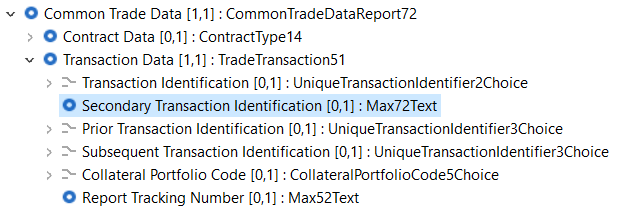 Common Trade Data [1,1] : CommonTradeDataReport72
Contract Data [0,1] : ContractType14
Transaction Data [1,1] : TradeTransaction51
Transaction Identification [0,1] : UniqueTransactionIdentifier2Choice
Secondary Transaction Identification [0,1] : Max72Text
Prior Transaction Identification [0,1] : UniqueTransactionIdentifier3Choice
Subsequent Transaction Identification [0,1] : UniqueTransactionIdentifier3Choice
Collateral Portfolio Code [0,1] : CollateralPortfolioCode5Choice
Report Tracking Number [0,1] : Max52Text